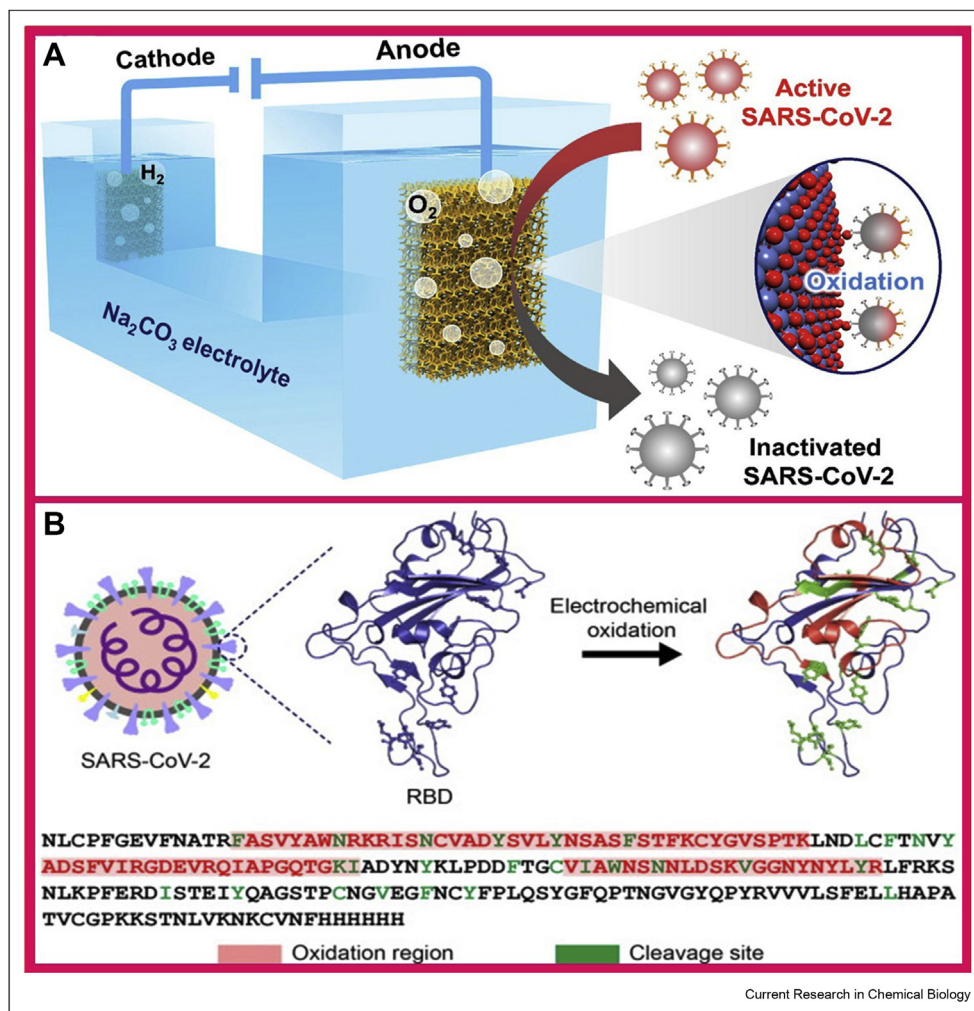 A
Cathode
Anode
H2
O2
Na2CO3 electrolyte
Active
SARS-CoV-2
Oxidation
Inactivated
SARS-CoV-2
B
SARS-CoV-2
RBD
Electrochemical
oxidation
NLCPFGEVFNATRFASVYAWNRKRISNCVADYSVLYNSASFSTFKCYGVSPTKLNDLCFTNVY
ADSFVIRGDEVRQIAPGQTGKIADYNYKLPDDFTGCVIAWNSNNLDSKVGGNYNYLYRLFRKS
NLKPFERDISTEIYQAGSTPCNGVEGFNCYFPLQSYGFQPTNGVGYQPYRVVVLSFELLHAPA
TVCGPKKSTNLVKNKCVNFHHHHHH
Oxidation region
Cleavage site
Current Research in Chemical Biology